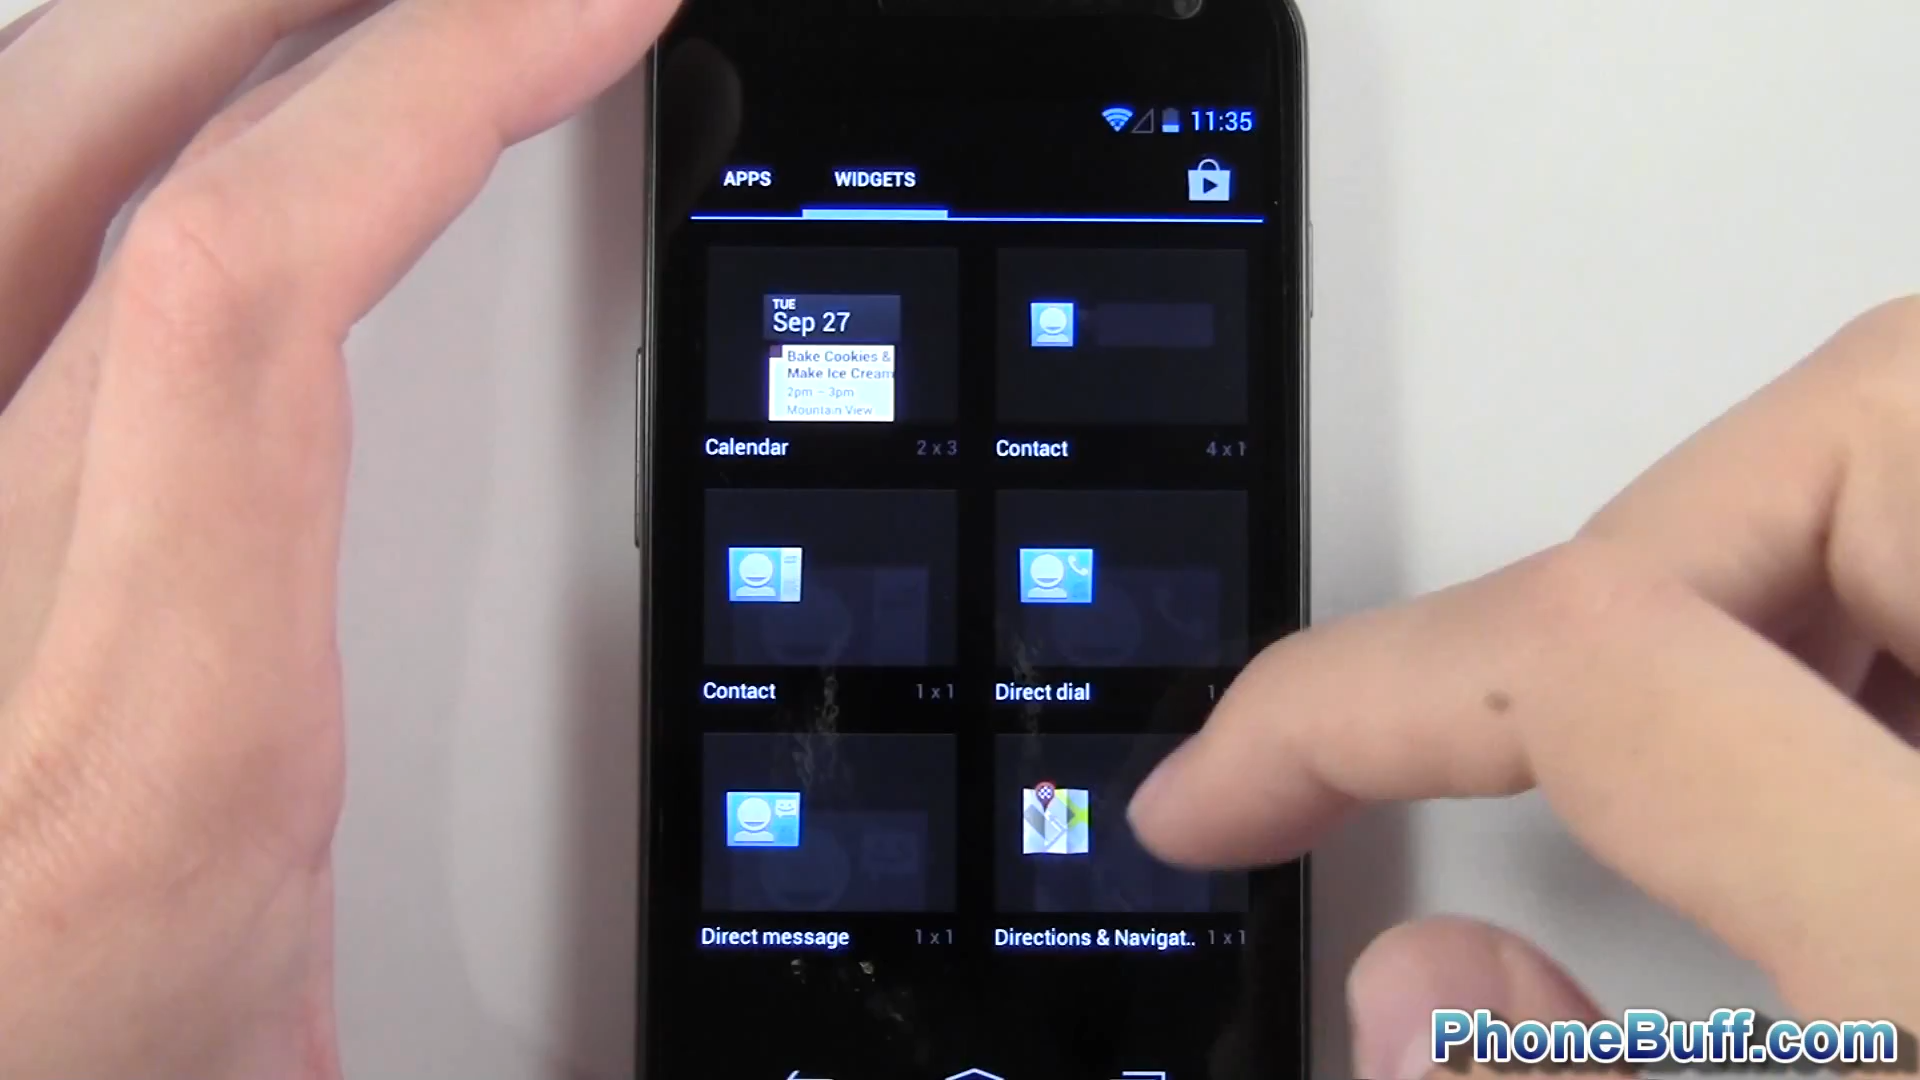 11:35
APPS WIDGETS
TUE
Sep 27
Bake Cookies &
Make Ice Cream
2pm – 3pm
Mountain View
Calendar 2 x 3
Contact 4 x 1
Contact 1 x 1
Direct dial 1
Direct message 1 x 1
Directions & Navigat.. 1 x 1
PhoneBuff.com